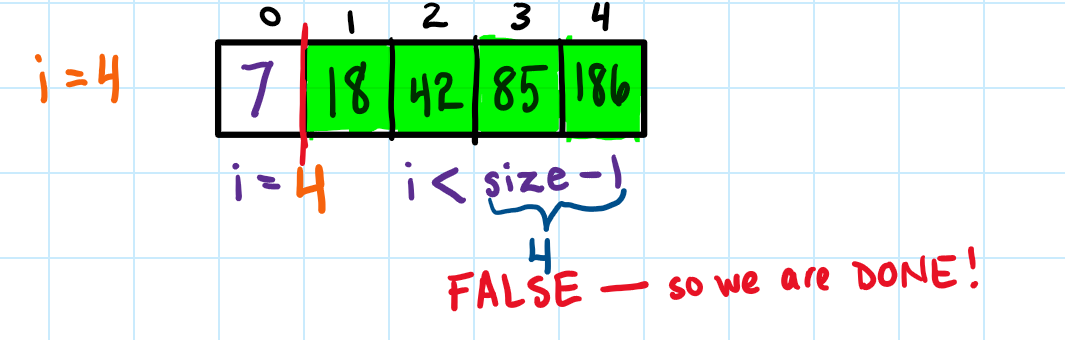 0 1 2 3 4
i = 4
7 18 42 85 186
i = 4 i < size - 1
4
FALSE — so we are DONE!